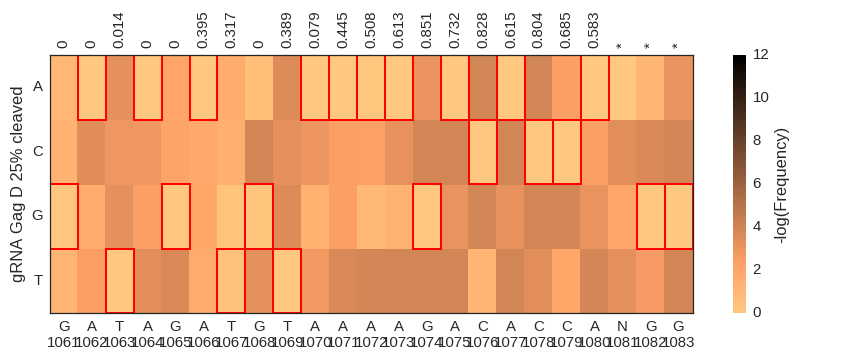 0 0 0.014 0 0 0.395 0.317 0 0.389 0.079 0.445 0.508 0.613 0.851 0.732 0.828 0.615 0.804 0.685 0.583 * * *
gRNA Gag D 25% cleaved
A
C
G
T
G A T A G A T G T A A A A G A C A C C A N G G
1061 1062 1063 1064 1065 1066 1067 1068 1069 1070 1071 1072 1073 1074 1075 1076 1077 1078 1079 1080 1081 1082 1083
12
10
8
6
4
2
0
-log(Frequency)